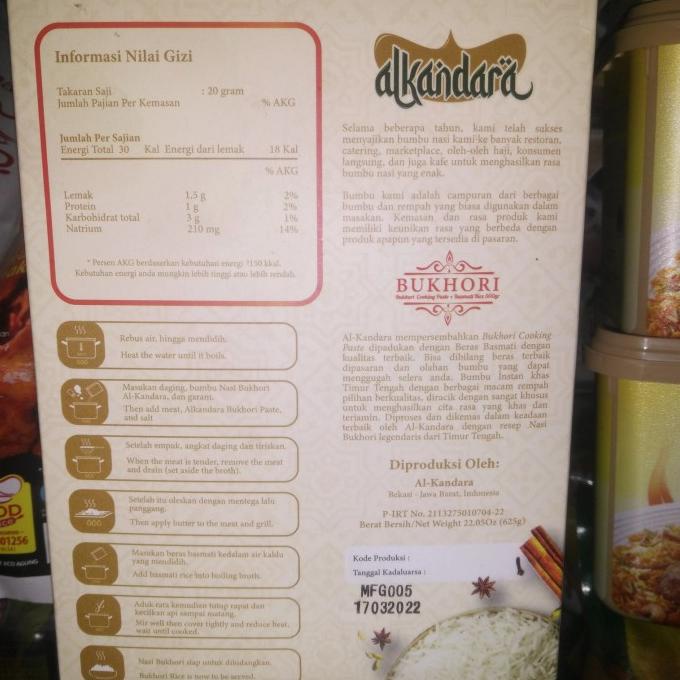 Informasi Nilai Gizi
Takaran Saji : 20 gram
Jumlah Pajian Per Kemasan % AKG
Jumlah Per Sajian
Energi Total 30 Kal Energi dari lemak 18 Kal
% AKG
Lemak 1,5 g 2%
Protein 1 g 2%
Karbohidrat total 3 g 1%
Natrium 210 mg 14%
* Persen AKG berdasarkan kebutuhan energi 2150 kkal.
Kebutuhan energi anda mungkin lebih tinggi atau lebih rendah.
Rebus air, hingga mendidih.
Heat the water until it boils.
Masukan daging, bumbu Nasi Bukhori
Al-Kandara, dan garam.
Then add meat, Alkandara Bukhori Paste,
and salt
Setelah empuk, angkat daging dan tiriskan.
When the meat is tender, remove the meat
and drain (set aside the broth).
Setelah itu oleskan dengan mentega lalu
panggang.
Then apply butter to the meat and grill.
Masukan beras basmati kedalam air kaldu
yang mendidih.
Add basmati rice into boiling broth.
Aduk rata kemudian tutup rapat dan
kecilkan api sampai matang.
Stir well then cover tightly and reduce heat,
wait until cooked.
Nasi Bukhori siap untuk dihidangkan.
Bukhori Rice is now to be served.
alkandara
Selama beberapa tahun, kami telah sukses
menyajikan bumbu nasi kami ke banyak restoran,
catering, marketplace, oleh-oleh haji, konsumen
langsung, dan juga kafe untuk menghasilkan rasa
bumbu nasi yang enak.
Bumbu kami adalah campuran dari berbagai
bumbu dan rempah yang biasa digunakan dalam
masakan. Kemasan dan rasa produk kami
memiliki keunikan rasa yang berbeda dengan
produk apapun yang tersedia di pasaran.
BUKHORI
Bukhori Cooking Paste + Basmati Rice 500gr
Al-Kandara mempersembahkan Bukhori Cooking
Paste dipadukan dengan Beras Basmati dengan
kualitas terbaik. Bisa dibilang beras terbaik
dipasaran dan olahan bumbu yang dapat
menggugah selera anda. Bumbu Instan khas
Timur Tengah dengan berbagai macam rempah
pilihan berkualitas, diracik dengan sangat khusus
untuk menghasilkan cita rasa yang khas dan
terjamin. Diproses dan dikemas dalam keadaan
terbaik oleh Al-Kandara dengan resep Nasi
Bukhori legendaris dari Timur Tengah.
Diproduksi Oleh:
Al-Kandara
Bekasi - Jawa Barat, Indonesia
P-IRT No. 2113275010704-22
Berat Bersih/Net Weight 22.05Oz (625g)
Kode Produksi :
Tanggal Kadaluarsa :
MFG005
17032022
01256